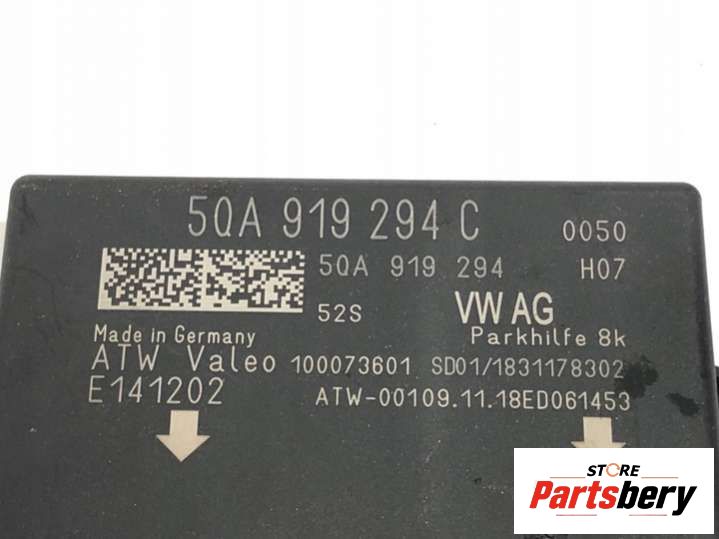 5QA 919 294 C 0050
5QA 919 294 H07
52S VW AG
Made in Germany Parkhilfe 8k
ATW Valeo 100073601 SD01/1831178302
E141202 ATW-00109.11.18ED061453
STORE
Partsbery